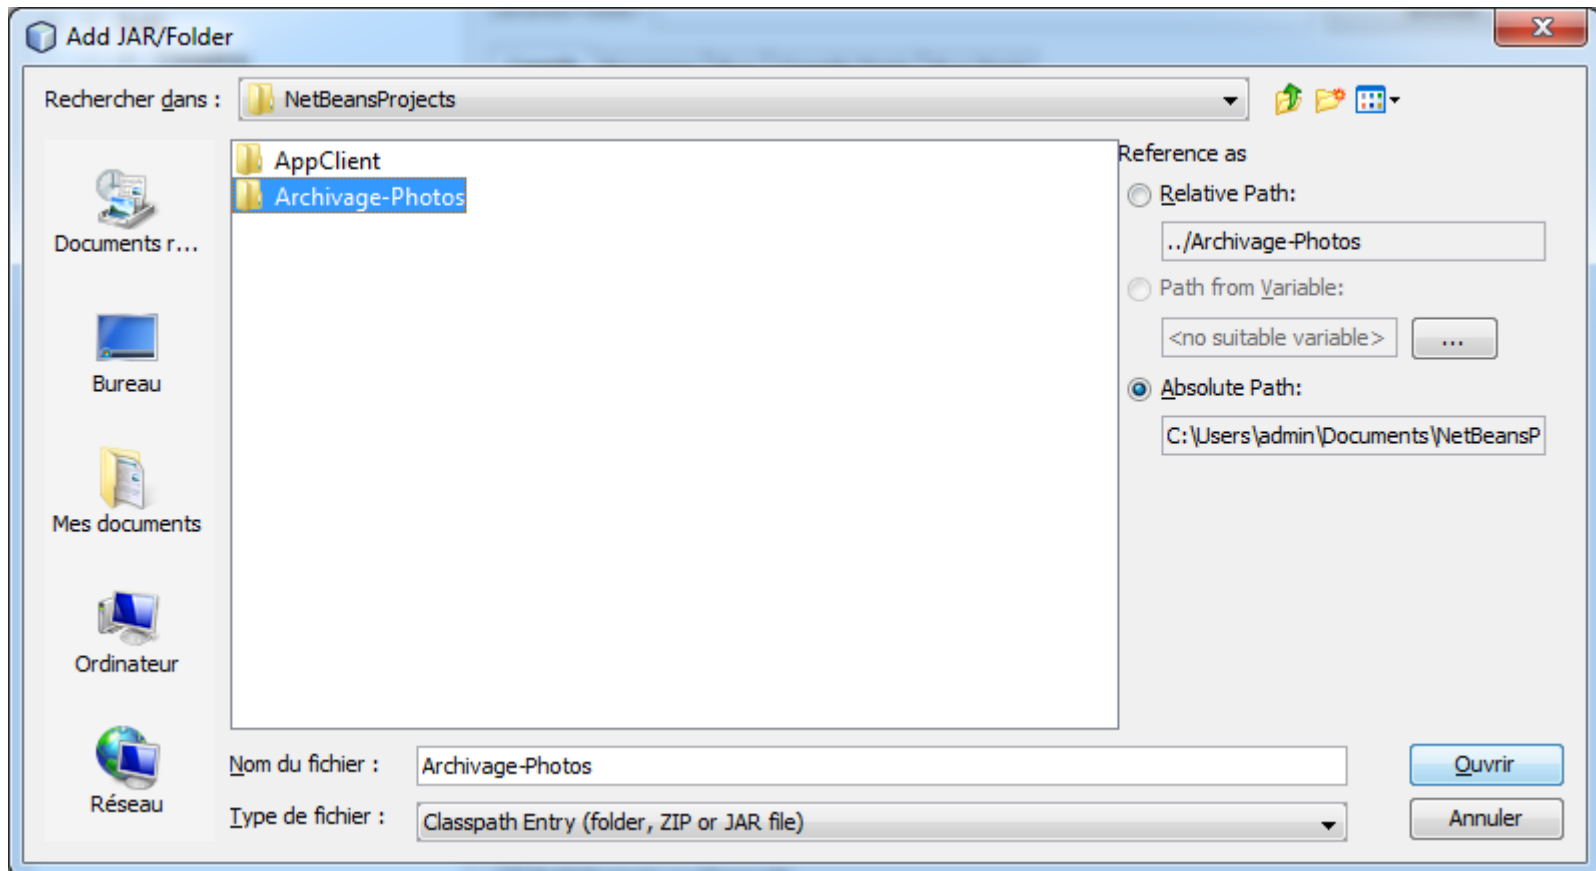 Add JAR/Folder
Rechercher dans :
NetBeansProjects
AppClient
Archivage-Photos
Documents r...
Bureau
Mes documents
Ordinateur
Réseau
Reference as
Relative Path:
../Archivage-Photos
Path from Variable:
<no suitable variable>
...
Absolute Path:
C:\Users\admin\Documents\NetBeansP
Nom du fichier :
Archivage-Photos
Ouvrir
Type de fichier :
Classpath Entry (folder, ZIP or JAR file)
Annuler